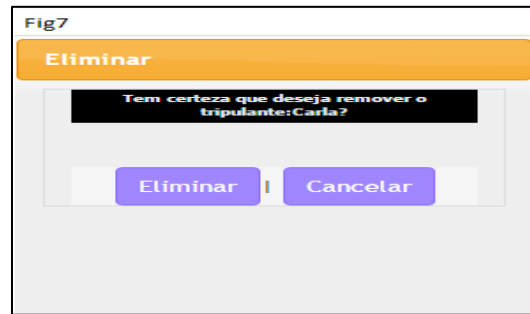 Fig7
Eliminar
Tem certeza que deseja remover o
tripulante:Carla?
Eliminar | Cancelar